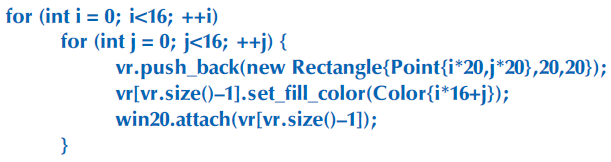 for (int i = 0; i<16; ++i)
for (int j = 0; j<16; ++j) {
vr.push_back(new Rectangle{Point{i*20,j*20},20,20});
vr[vr.size()–1].set_fill_color(Color{i*16+j});
win20.attach(vr[vr.size()–1]);
}